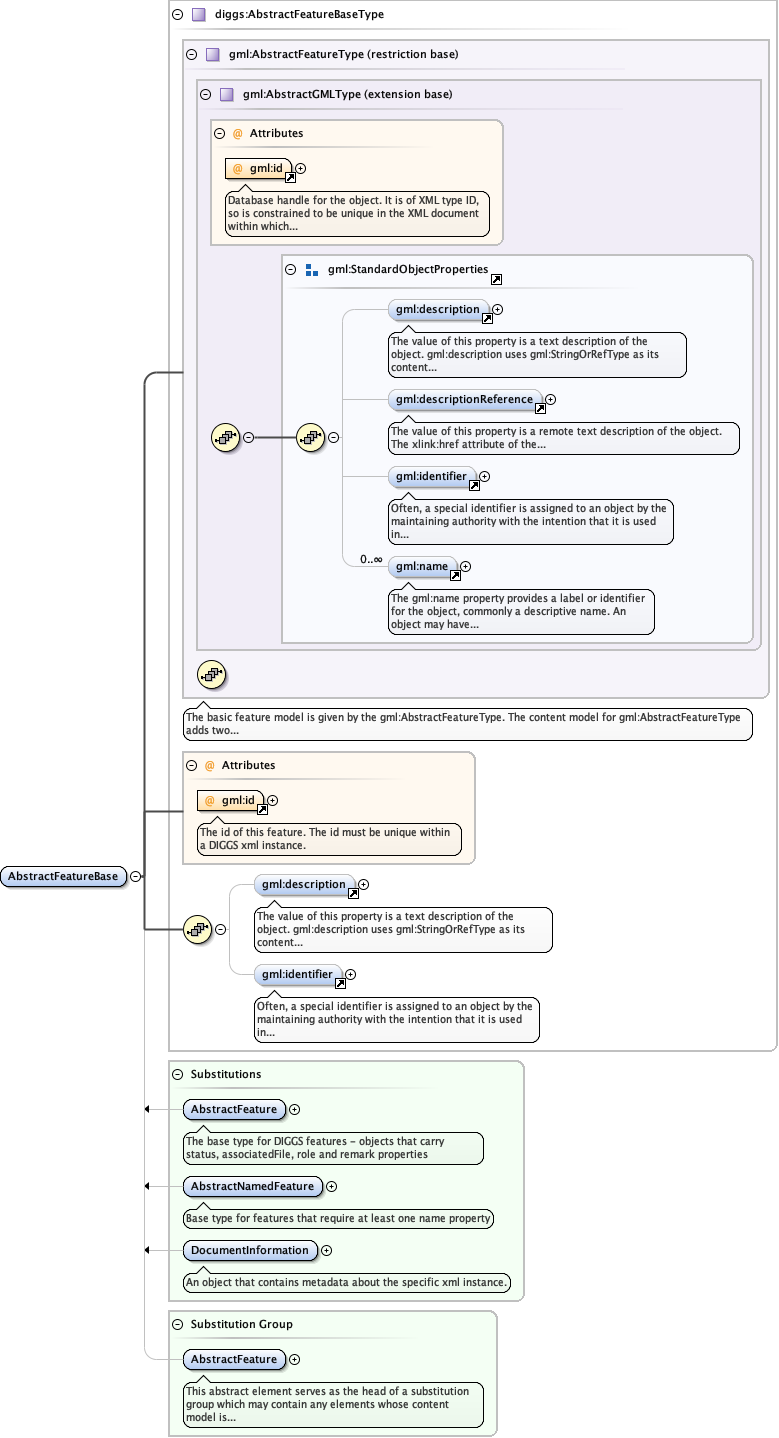 diggs:AbstractFeatureBaseType
gml:AbstractFeatureType (restriction base)
gml:AbstractGMLType (extension base)
@ Attributes
@ gml:id
Database handle for the object. It is of XML type ID,
so is constrained to be unique in the XML document
within which...
gml:StandardObjectProperties
gml:description
The value of this property is a text description of the
object. gml:description uses gml:StringOrRefType as its
content...
gml:descriptionReference
The value of this property is a remote text description of the object.
The xlink:href attribute of the...
gml:identifier
Often, a special identifier is assigned to an object by the
maintaining authority with the intention that it is used
in...
0..∞
gml:name
The gml:name property provides a label or identifier
for the object, commonly a descriptive name. An
object may have...
The basic feature model is given by the gml:AbstractFeatureType. The content model for gml:AbstractFeatureType
adds two...
@ Attributes
@ gml:id
The id of this feature. The id must be unique within
a DIGGS xml instance.
AbstractFeatureBase
gml:description
The value of this property is a text description of the
object. gml:description uses gml:StringOrRefType as its
content...
gml:identifier
Often, a special identifier is assigned to an object by the
maintaining authority with the intention that it is used
in...
Substitutions
AbstractFeature
The base type for DIGGS features - objects that carry
status, associatedFile, role and remark properties
AbstractNamedFeature
Base type for features that require at least one name property
DocumentInformation
An object that contains metadata about the specific xml instance.
Substitution Group
AbstractFeature
This abstract element serves as the head of a substitution
group which may contain any elements whose content
model is...